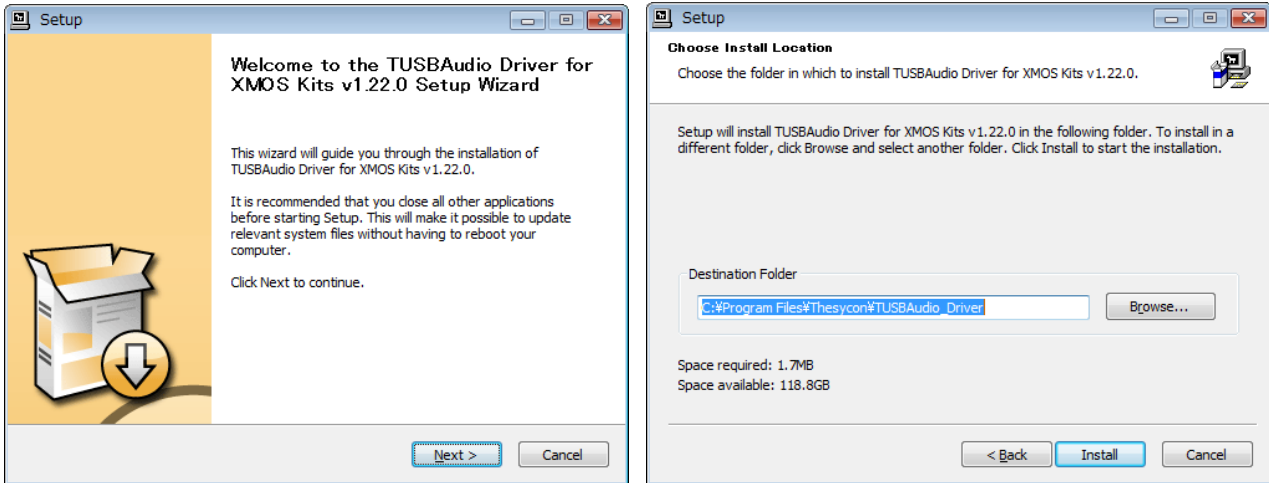 Setup
Welcome to the TUSBAudio Driver for
XMOS Kits v1.22.0 Setup Wizard
This wizard will guide you through the installation of
TUSBAudio Driver for XMOS Kits v1.22.0.
It is recommended that you close all other applications
before starting Setup. This will make it possible to update
relevant system files without having to reboot your
computer.
Click Next to continue.
Next >
Cancel
Setup
Choose Install Location
Choose the folder in which to install TUSBAudio Driver for XMOS Kits v1.22.0.
Setup will install TUSBAudio Driver for XMOS Kits v1.22.0 in the following folder. To install in a
different folder, click Browse and select another folder. Click Install to start the installation.
Destination Folder
C:¥Program Files¥Thesycon¥TUSBAudio_Driver
Browse...
Space required: 1.7MB
Space available: 118.8GB
< Back
Install
Cancel